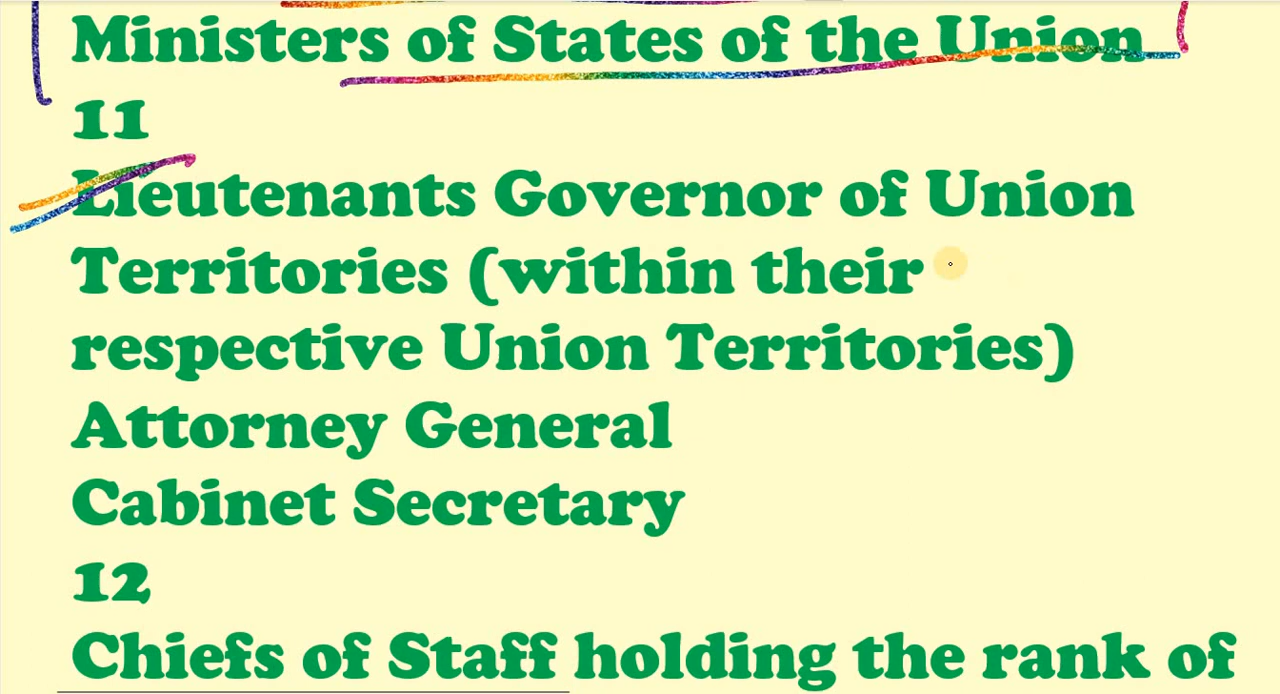 Ministers of States of the Union
11
Lieutenants Governor of Union
Territories (within their
respective Union Territories)
Attorney General
Cabinet Secretary
12
Chiefs of Staff holding the rank of